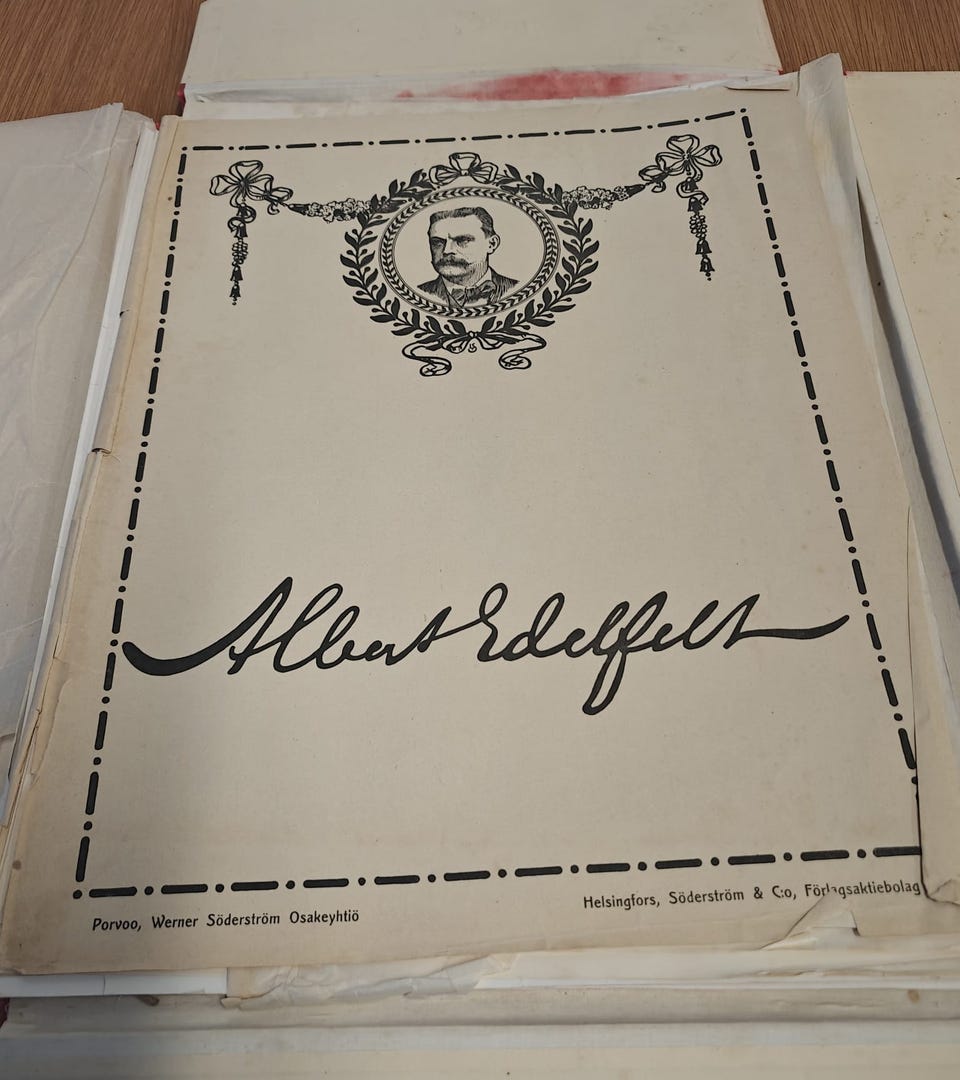 Albert Edelfelt
Porvoo, Werner Söderström Osakeyhtiö
Helsingfors, Söderström & C:o, Förlagsaktiebolag